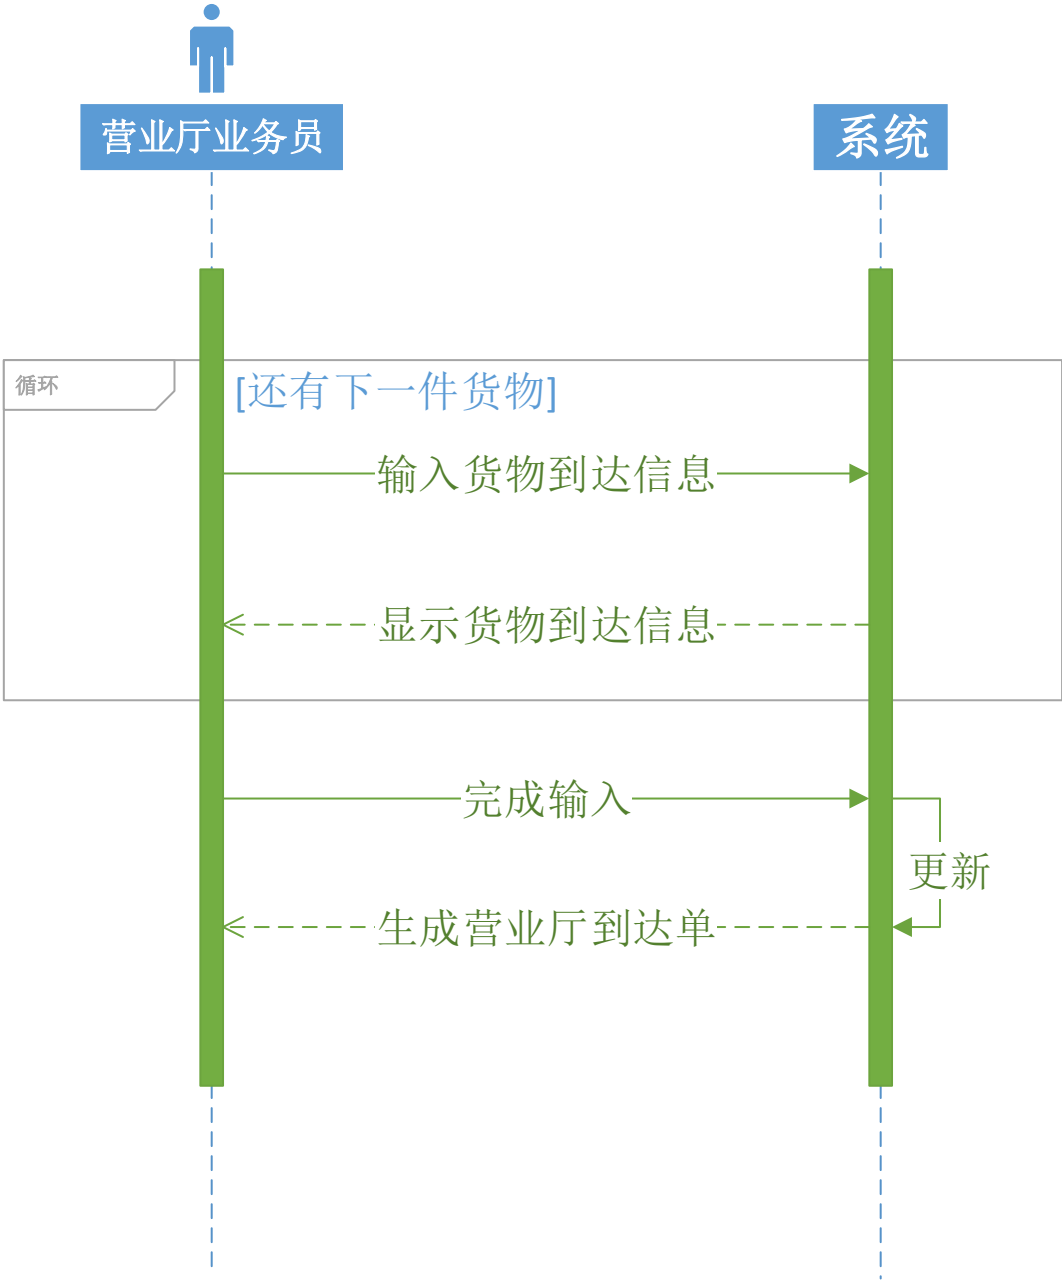 营业厅业务员
系统
循环
[还有下一件货物]
输入货物到达信息
显示货物到达信息
完成输入
更新
生成营业厅到达单